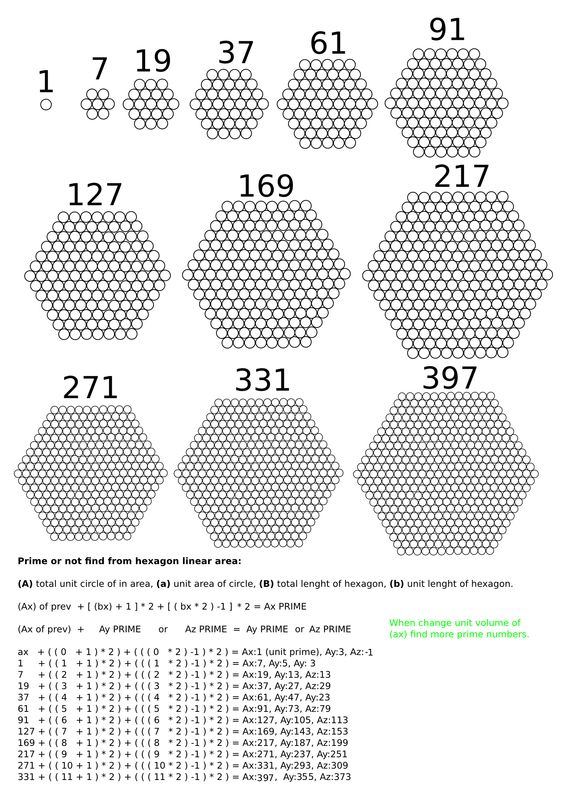 1
7
19
37
61
91
127
169
217
271
331
397
Prime or not find from hexagon linear area:
(A) total unit circle of in area, (a) unit area of circle, (B) total lenght of hexagon, (b) unit lenght of hexagon.
(Ax) of prev + [ (bx) + 1 ] * 2 + [ ( bx * 2 ) -1 ] * 2 = Ax PRIME
When change unit volume of
(ax) find more prime numbers.
(Ax of prev) + Ay PRIME or Az PRIME = Ay PRIME or Az PRIME
ax + ( ( 0 + 1 ) * 2 ) + ( ( ( 0 * 2 ) -1 ) * 2 ) = Ax:1 (unit prime), Ay:3, Az:-1
1 + ( ( 1 + 1 ) * 2 ) + ( ( ( 1 * 2 ) -1 ) * 2 ) = Ax:7, Ay:5, Ay: 3
7 + ( ( 2 + 1 ) * 2 ) + ( ( ( 2 * 2 ) -1 ) * 2 ) = Ax:19, Ay:13, Az:13
19 + ( ( 3 + 1 ) * 2 ) + ( ( ( 3 * 2 ) -1 ) * 2 ) = Ax:37, Ay:27, Az:29
37 + ( ( 4 + 1 ) * 2 ) + ( ( ( 4 * 2 ) -1 ) * 2 ) = Ax:61, Ay:47, Ay:23
61 + ( ( 5 + 1 ) * 2 ) + ( ( ( 5 * 2 ) -1 ) * 2 ) = Ax:91, Ay:73, Az:79
91 + ( ( 6 + 1 ) * 2 ) + ( ( ( 6 * 2 ) -1 ) * 2 ) = Ax:127, Ay:105, Az:113
127 + ( ( 7 + 1 ) * 2 ) + ( ( ( 7 * 2 ) -1 ) * 2 ) = Ax:169, Ay:143, Az:153
169 + ( ( 8 + 1 ) * 2 ) + ( ( ( 8 * 2 ) -1 ) * 2 ) = Ax:217, Ay:187, Az:199
217 + ( ( 9 + 1 ) * 2 ) + ( ( ( 9 * 2 ) -1 ) * 2 ) = Ax:271, Ay:237, Az:251
271 + ( ( 10 + 1 ) * 2 ) + ( ( ( 10 * 2 ) -1 ) * 2 ) = Ax:331, Ay:293, Az:309
331 + ( ( 11 + 1 ) * 2 ) + ( ( ( 11 * 2 ) -1 ) * 2 ) = Ax:397, Ay:355, Az:373